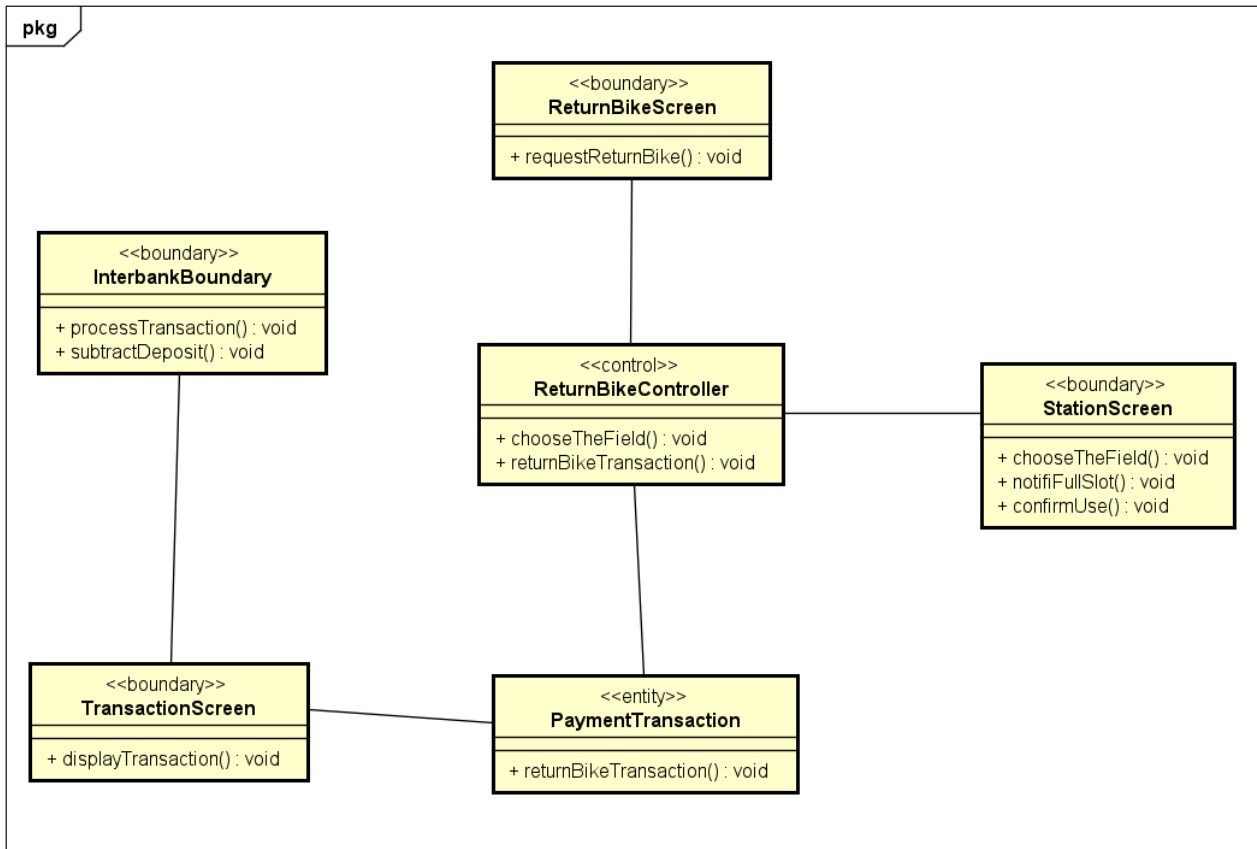 pkg
<<boundary>>
ReturnBikeScreen
+ requestReturnBike() : void
<<boundary>>
InterbankBoundary
+ processTransaction() : void
+ subtractDeposit() : void
<<control>>
ReturnBikeController
+ chooseTheField() : void
+ returnBikeTransaction() : void
<<boundary>>
StationScreen
+ chooseTheField() : void
+ notifiFullSlot() : void
+ confirmUse() : void
<<boundary>>
TransactionScreen
+ displayTransaction() : void
<<entity>>
PaymentTransaction
+ returnBikeTransaction() : void